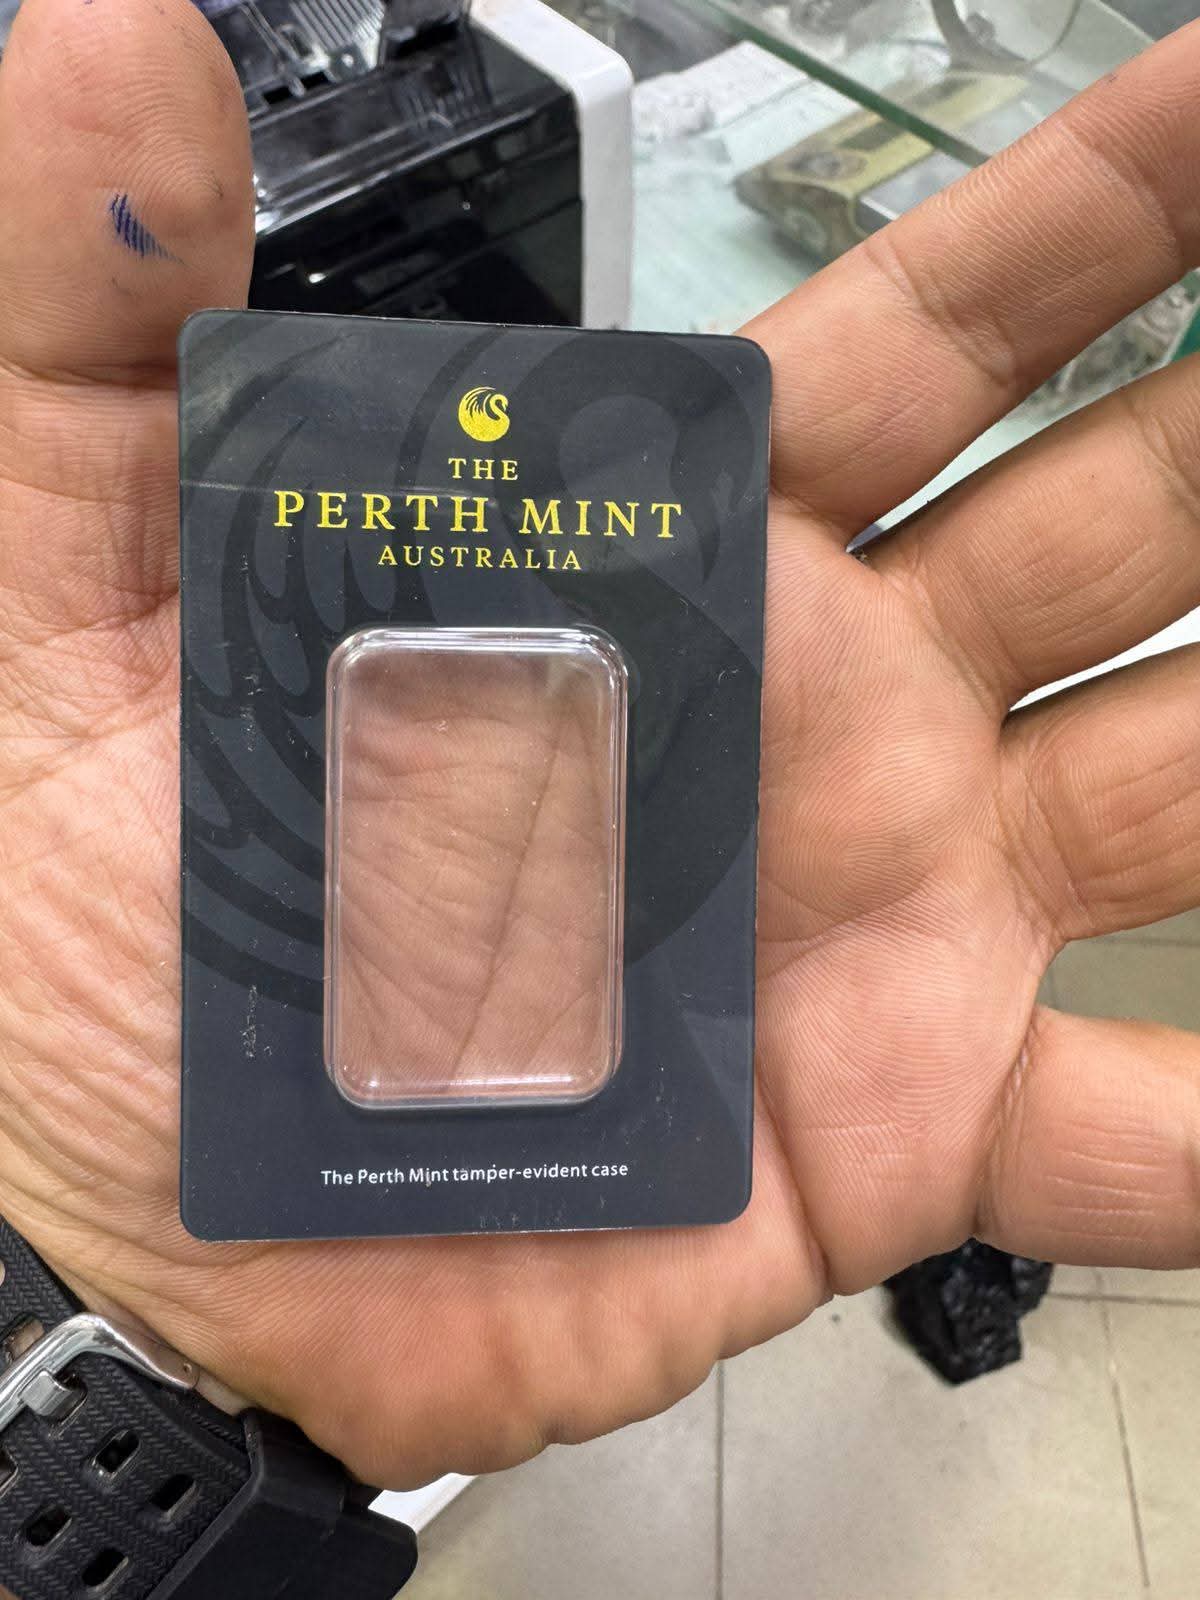 THE
PERTH MINT
AUSTRALIA
The Perth Mint tamper-evident case